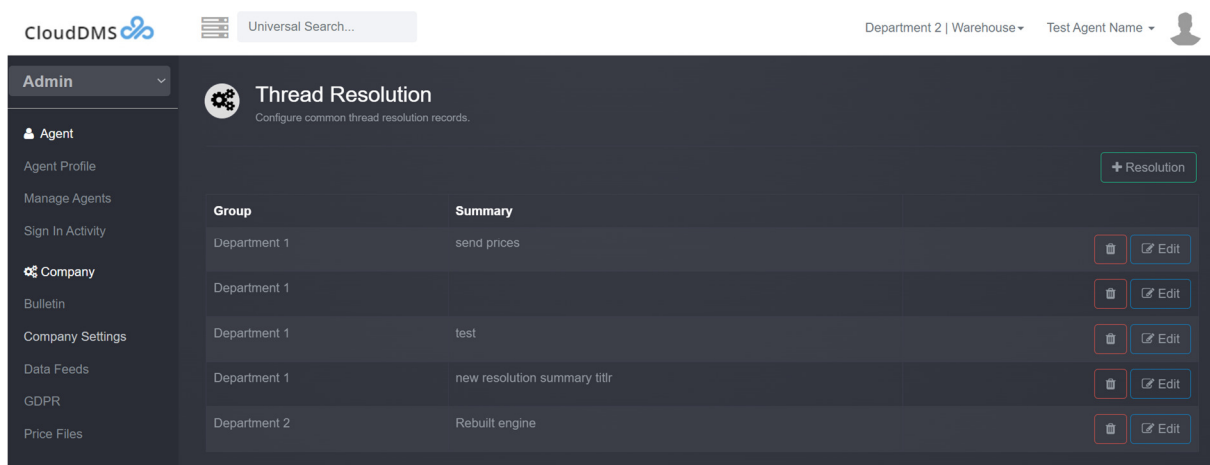 CloudDMS
Universal Search...
Department 2 | Warehouse
Test Agent Name
Admin
Agent
Agent Profile
Manage Agents
Sign In Activity
Company
Bulletin
Company Settings
Data Feeds
GDPR
Price Files
Thread Resolution
Configure common thread resolution records.
Resolution
Group Summary
Department 1 send prices Edit
Department 1 Edit
Department 1 test Edit
Department 1 new resolution summary titlr Edit
Department 2 Rebuilt engine Edit